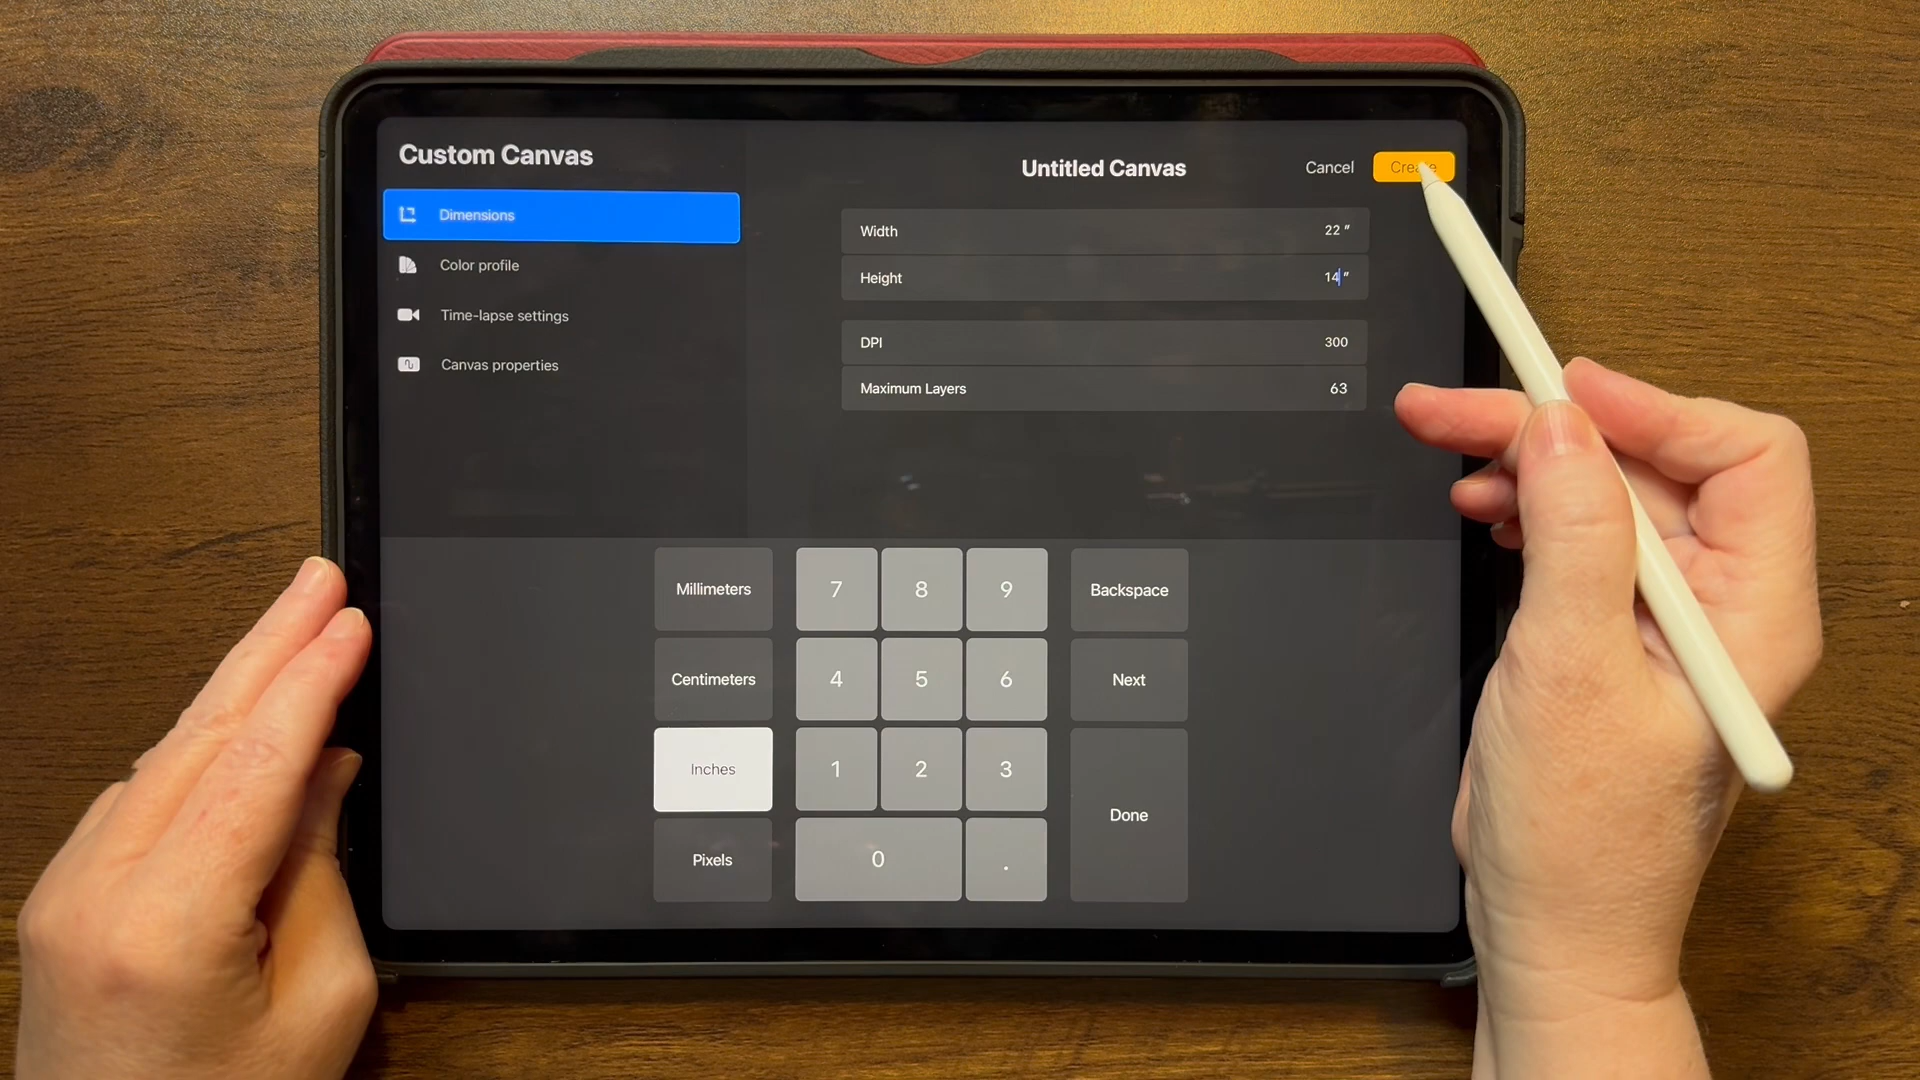 Custom Canvas
Dimensions
Color profile
Time-lapse settings
Canvas properties
Untitled Canvas
Cancel
Width 22 "
Height 14 "
DPI 300
Maximum Layers 63
Millimeters 7 8 9 Backspace
Centimeters 4 5 6 Next
Inches 1 2 3
Done
Pixels 0 .